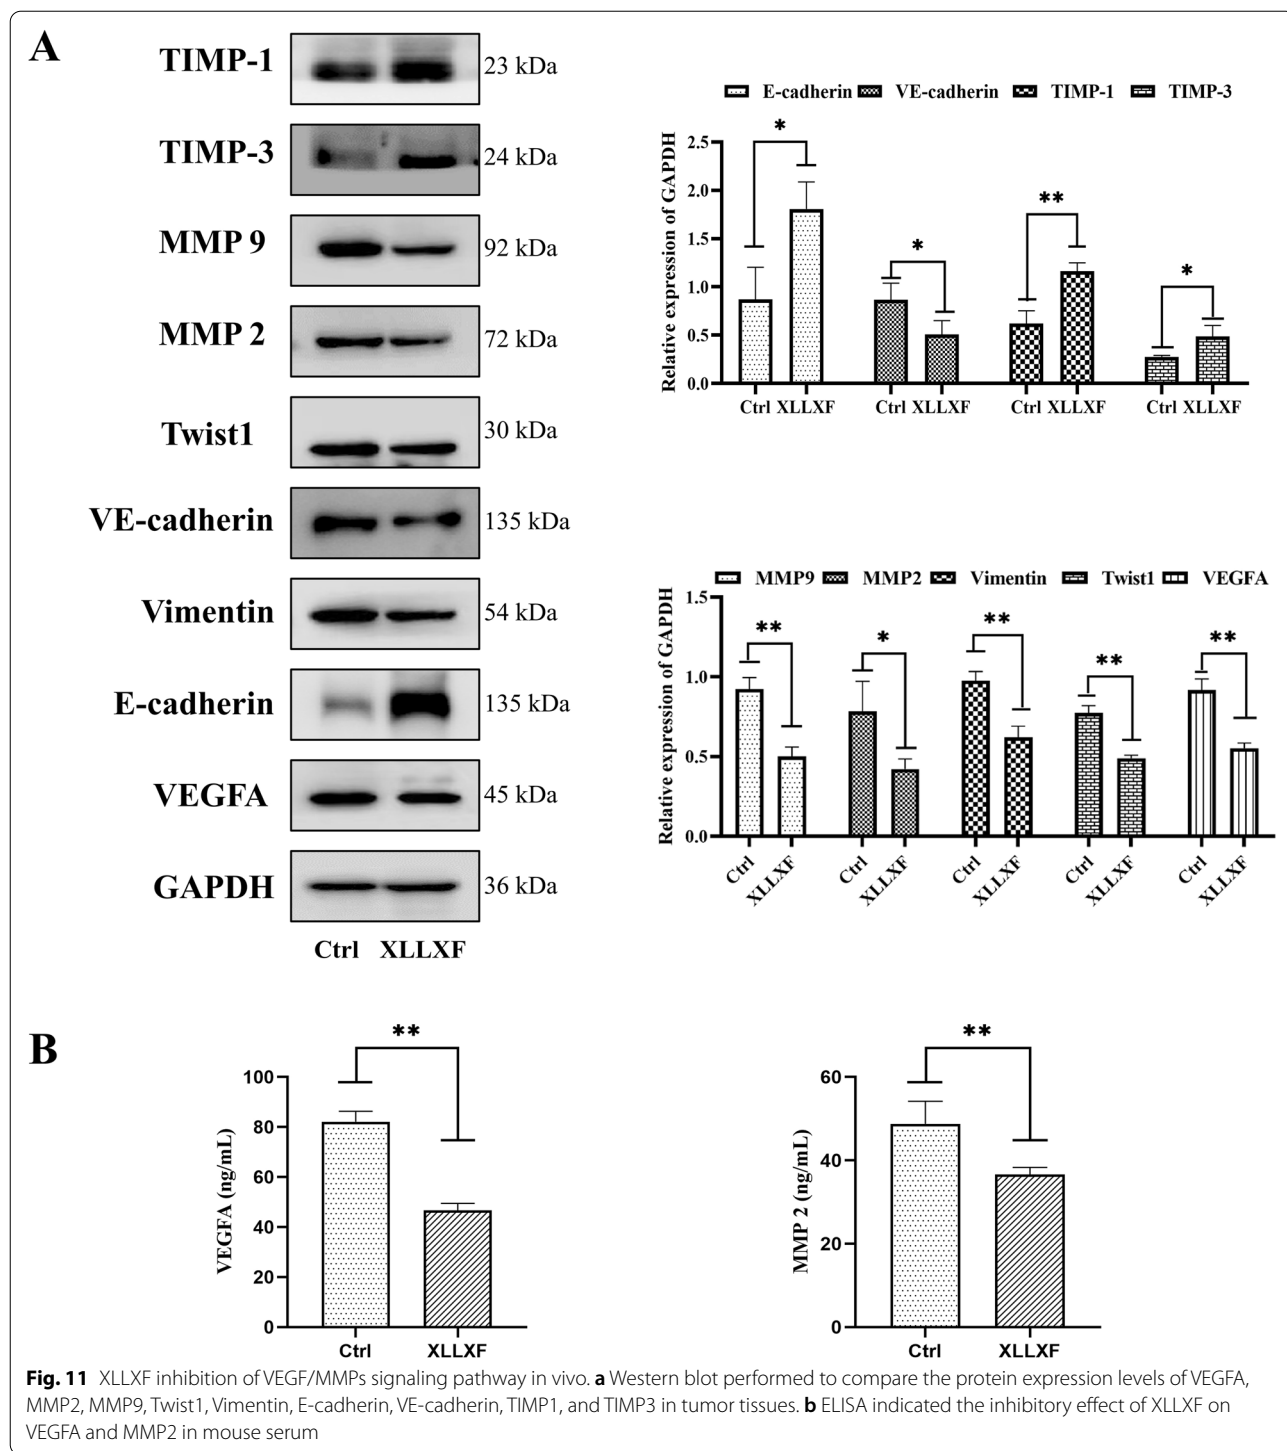 A
TIMP-1
23 kDa
TIMP-3
24 kDa
MMP 9
92 kDa
MMP 2
72 kDa
Twist1
30 kDa
VE-cadherin
135 kDa
Vimentin
54 kDa
E-cadherin
135 kDa
VEGFA
45 kDa
GAPDH
36 kDa
Ctrl XLLXF
E-cadherin VE-cadherin TIMP-1 TIMP-3
Relative expression of GAPDH
2.5
2.0
1.5
1.0
0.5
0.0
* * ** *
Ctrl XLLXF Ctrl XLLXF Ctrl XLLXF Ctrl XLLXF
MMP9 MMP2 Vimentin Twist1 VEGFA
Relative expression of GAPDH
1.5
1.0
0.5
0.0
** * ** ** **
Ctrl XLLXF Ctrl XLLXF Ctrl XLLXF Ctrl XLLXF Ctrl XLLXF
B
VEGFA (ng/mL)
100
80
60
40
20
0
**
Ctrl XLLXF
MMP 2 (ng/mL)
60
40
20
0
**
Ctrl XLLXF
Fig. 11 XLLXF inhibition of VEGF/MMPs signaling pathway in vivo. a Western blot performed to compare the protein expression levels of VEGFA,
MMP2, MMP9, Twist1, Vimentin, E-cadherin, VE-cadherin, TIMP1, and TIMP3 in tumor tissues. b ELISA indicated the inhibitory effect of XLLXF on
VEGFA and MMP2 in mouse serum